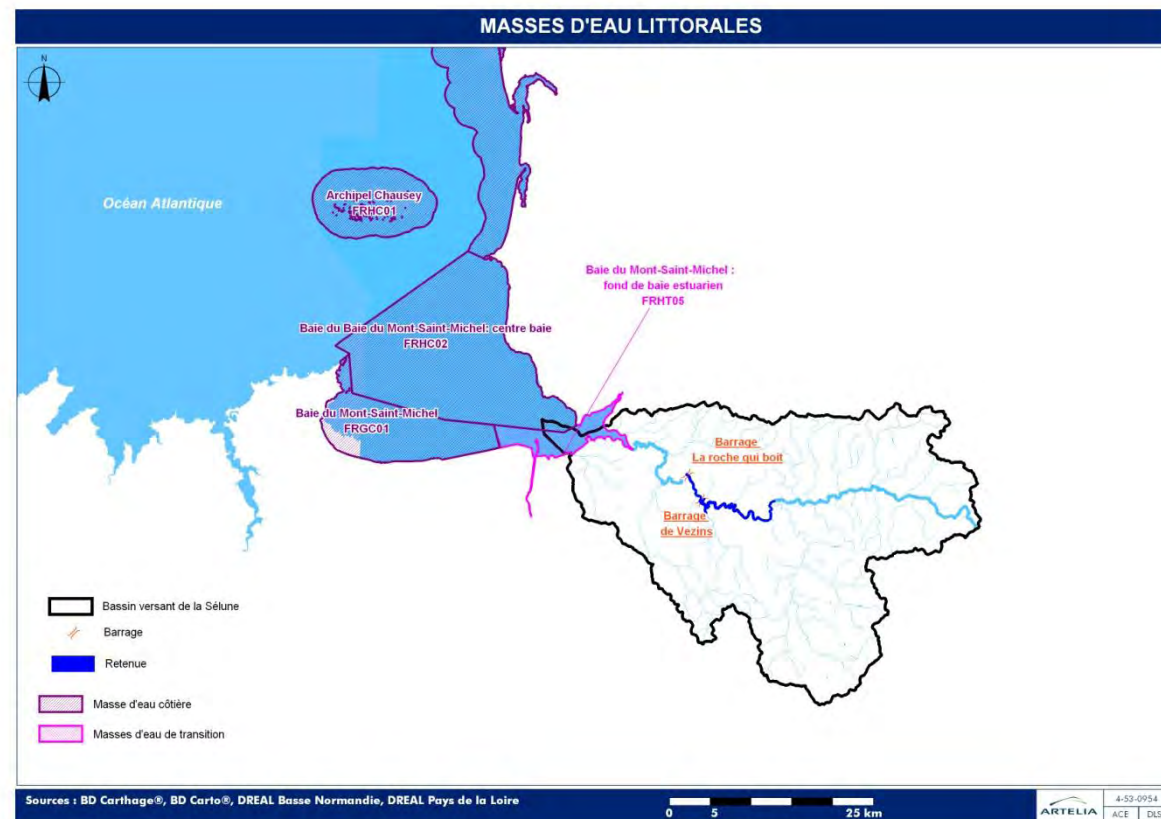 MASSES D'EAU LITTORALES
N
Océan Atlantique
Archipel Chausey
FRHC01
Baie du Mont-Saint-Michel :
fond de baie estuarien
FRHT05
Baie du Baie du Mont-Saint-Michel: centre baie
FRHC02
Baie du Mont-Saint-Michel
FRGC01
Barrage
La roche qui boit
Barrage
de Vezins
Bassin versant de la Sélune
Barrage
Retenue
Masse d'eau côtière
Masses d'eau de transition
Sources : BD Carthage®, BD Carto®, DREAL Basse Normandie, DREAL Pays de la Loire
0 5 25 km
ARTELIA
4-53-0954
ACE DLS